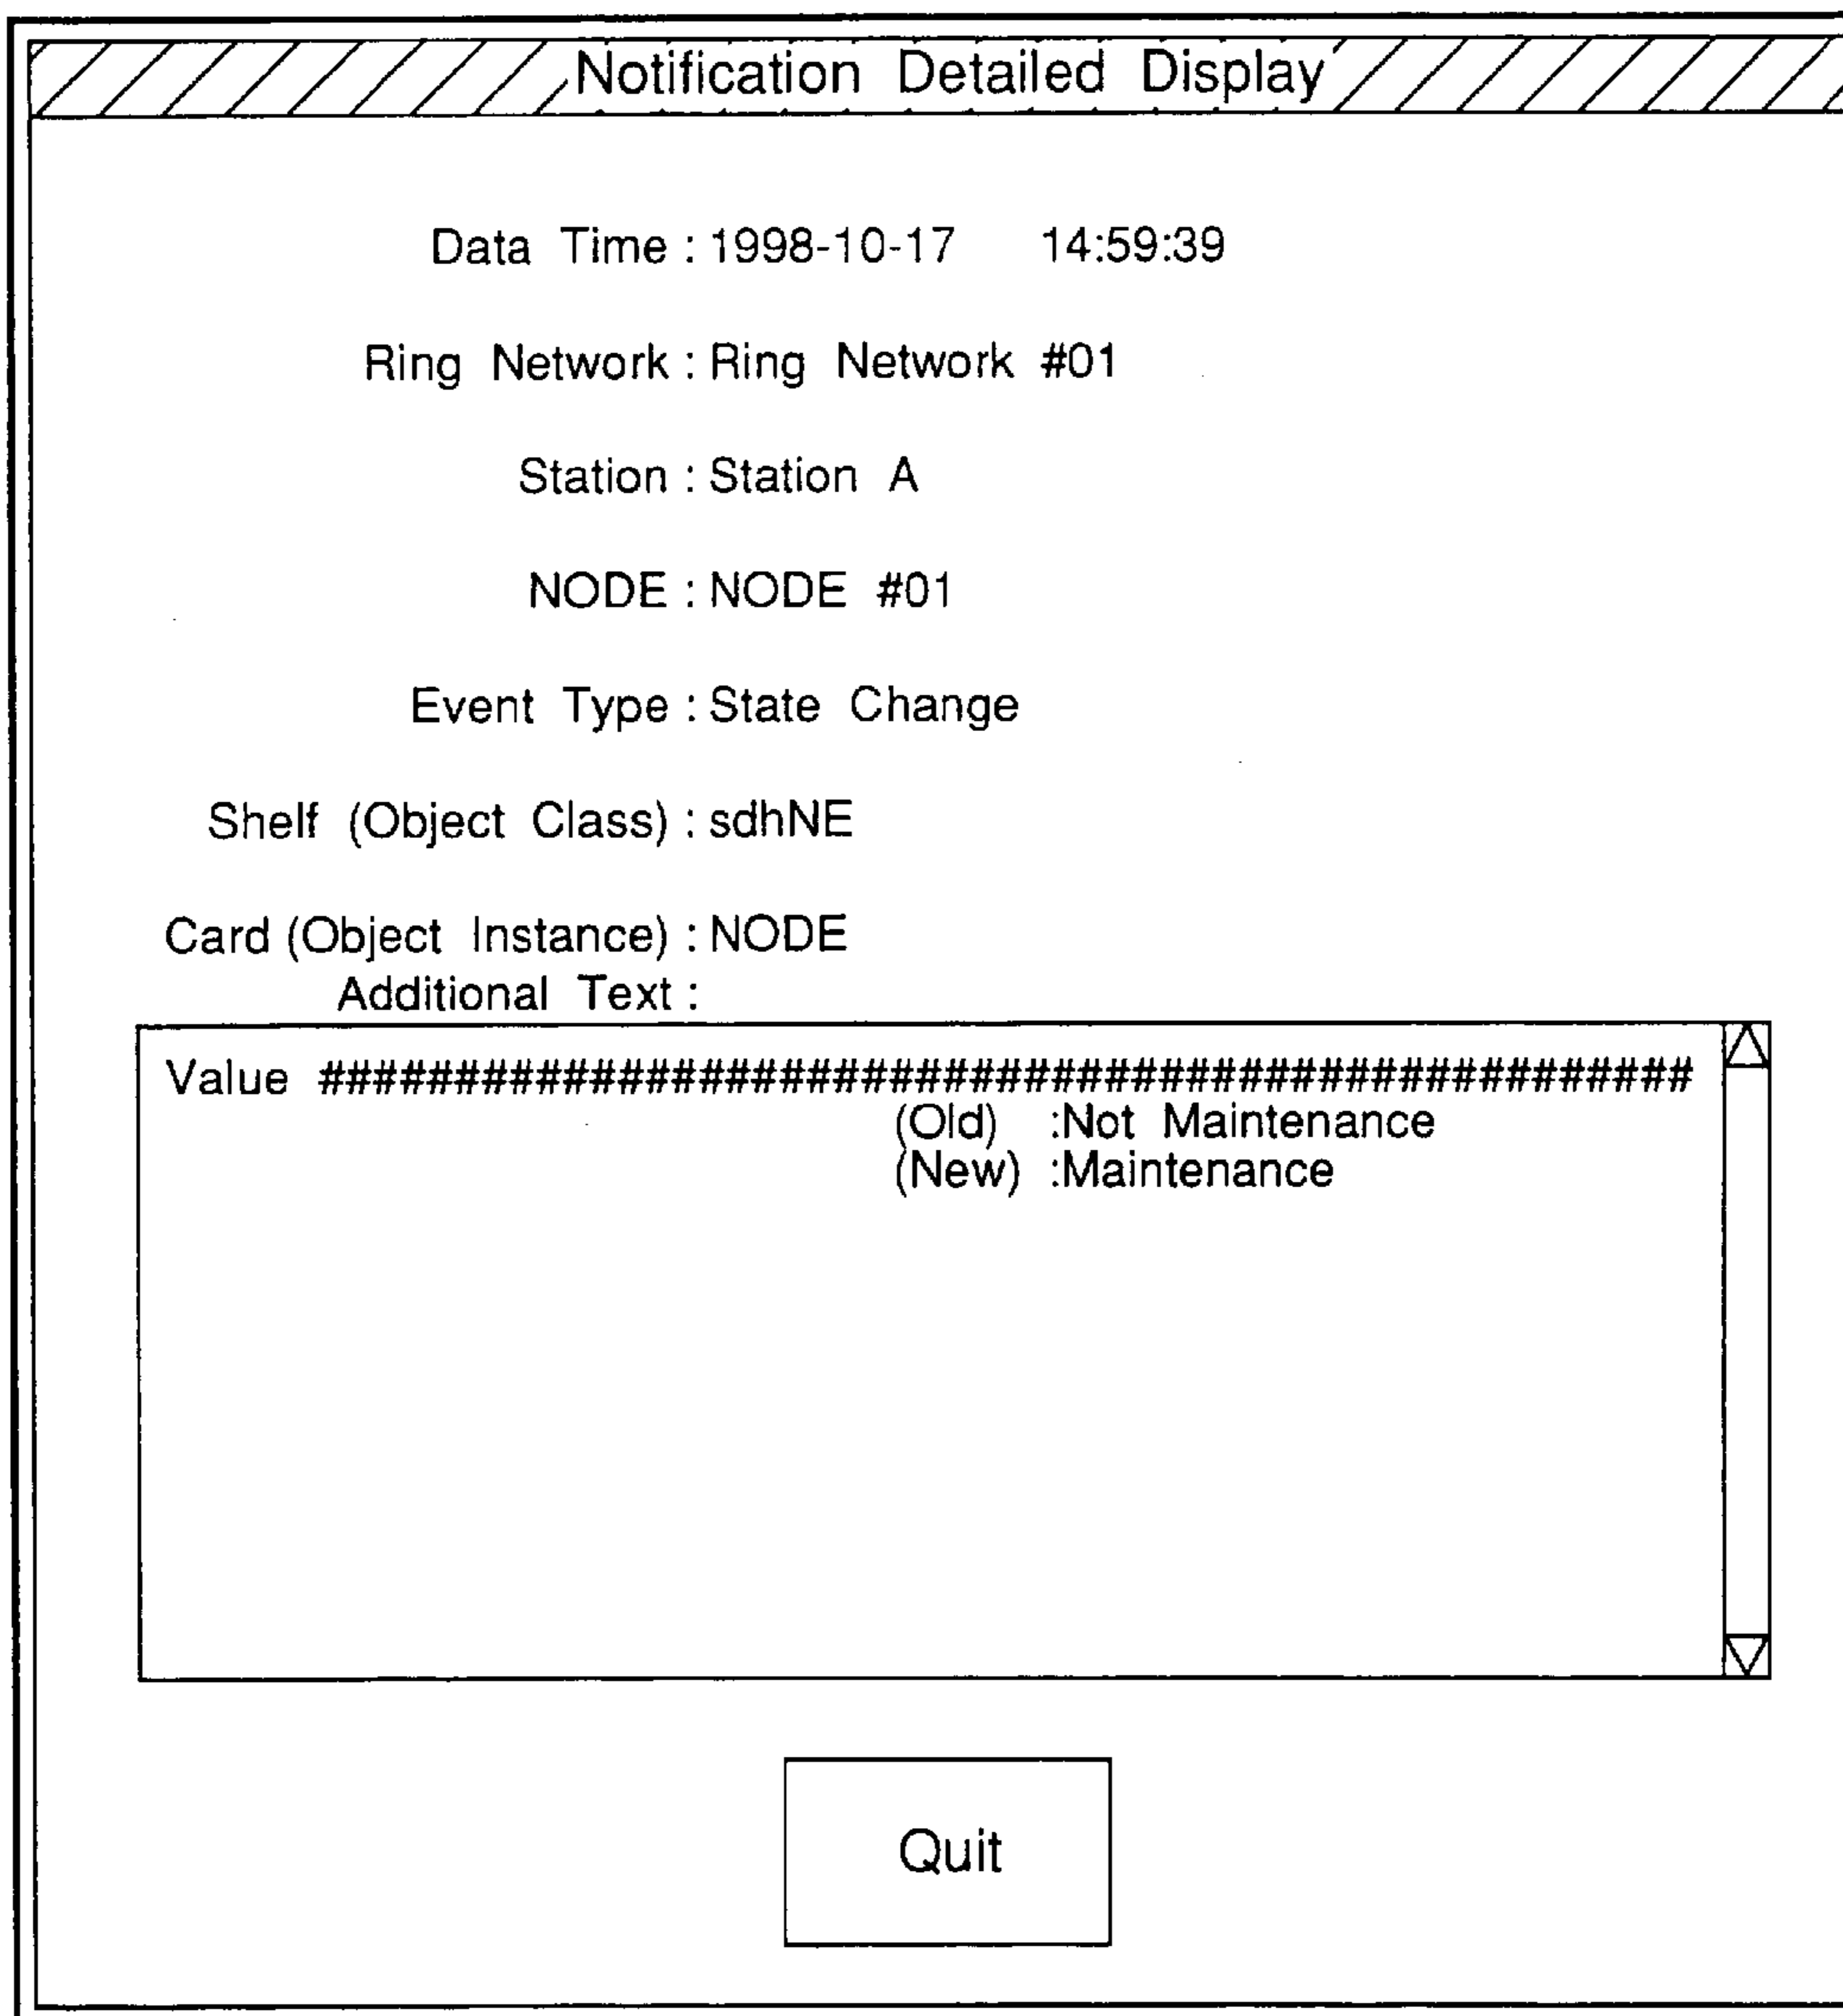 Notification Detailed Display
Data Time : 1998-10-17 14:59:39
Ring Network : Ring Network #01
Station : Station A
NODE : NODE #01
Event Type : State Change
Shelf (Object Class) : sdhNE
Card (Object Instance) : NODE
Additional Text :
Value ###################################################
(Old) :Not Maintenance
(New) :Maintenance
Quit